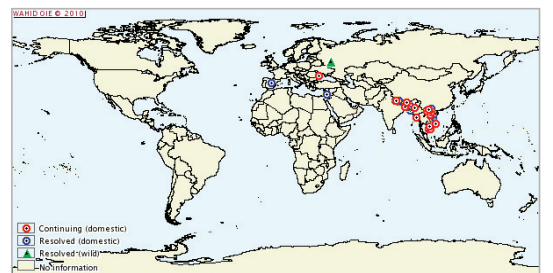 WAHID OIE © 2010
Continuing (domestic)
Resolved (domestic)
Resolved (wild)
No information